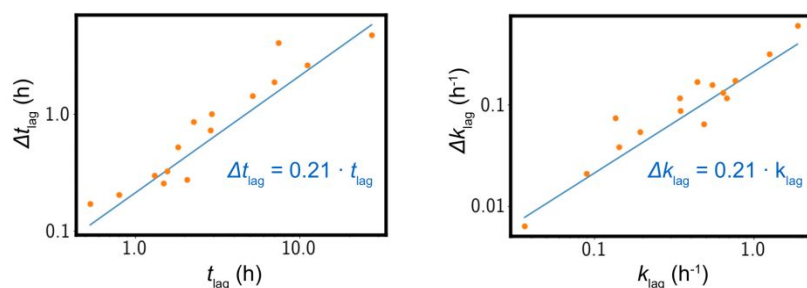 Δt_lag (h)
1.0
0.1
1.0
10.0
t_lag (h)
Δt_lag = 0.21 · t_lag
Δk_lag (h⁻¹)
0.1
0.01
0.1
1.0
k_lag (h⁻¹)
Δk_lag = 0.21 · k_lag